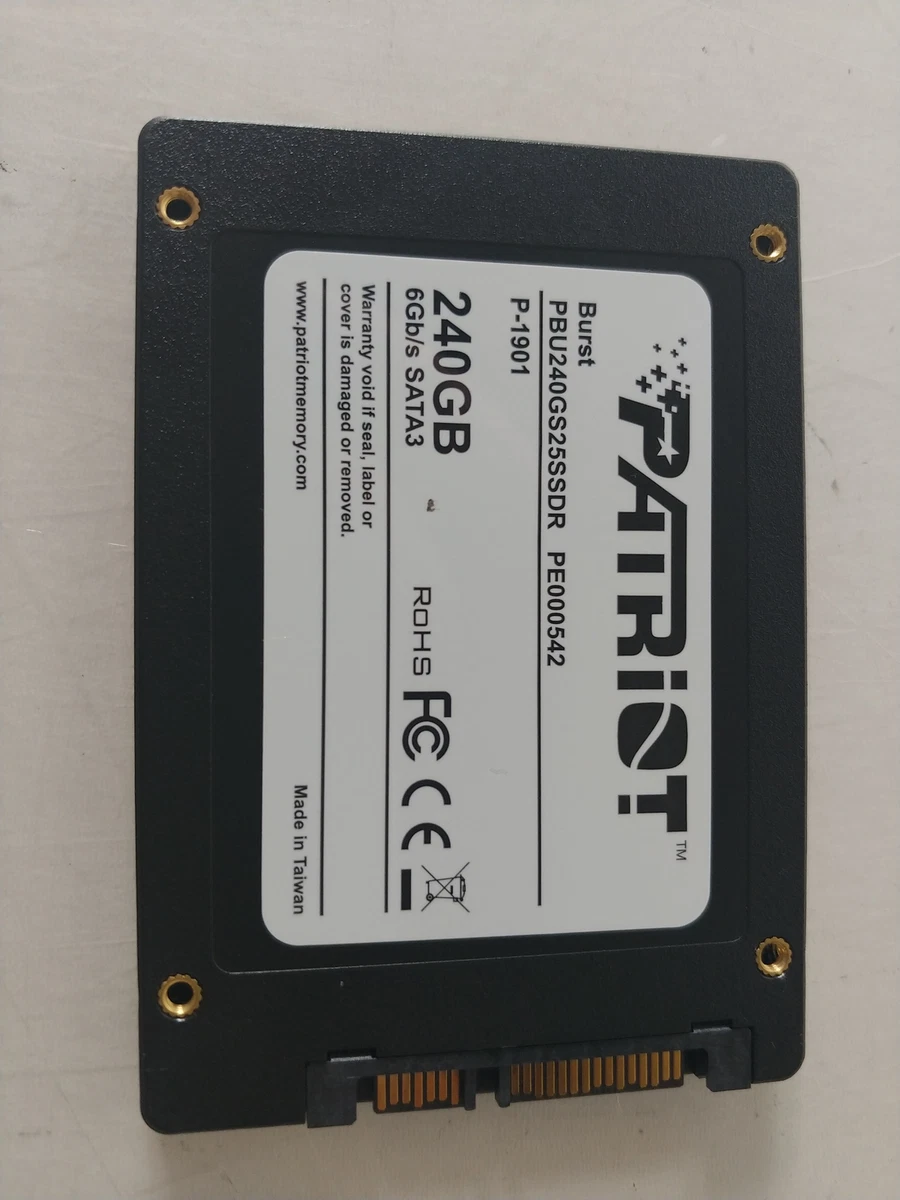 PATRiOT™
Burst
PBU240GS25SSDR PE000542
P-1901
240GB
6Gb/s SATA3
RoHS FC CE
Warranty void if seal, label or
cover is damaged or removed.
www.patriotmemory.com
Made in Taiwan